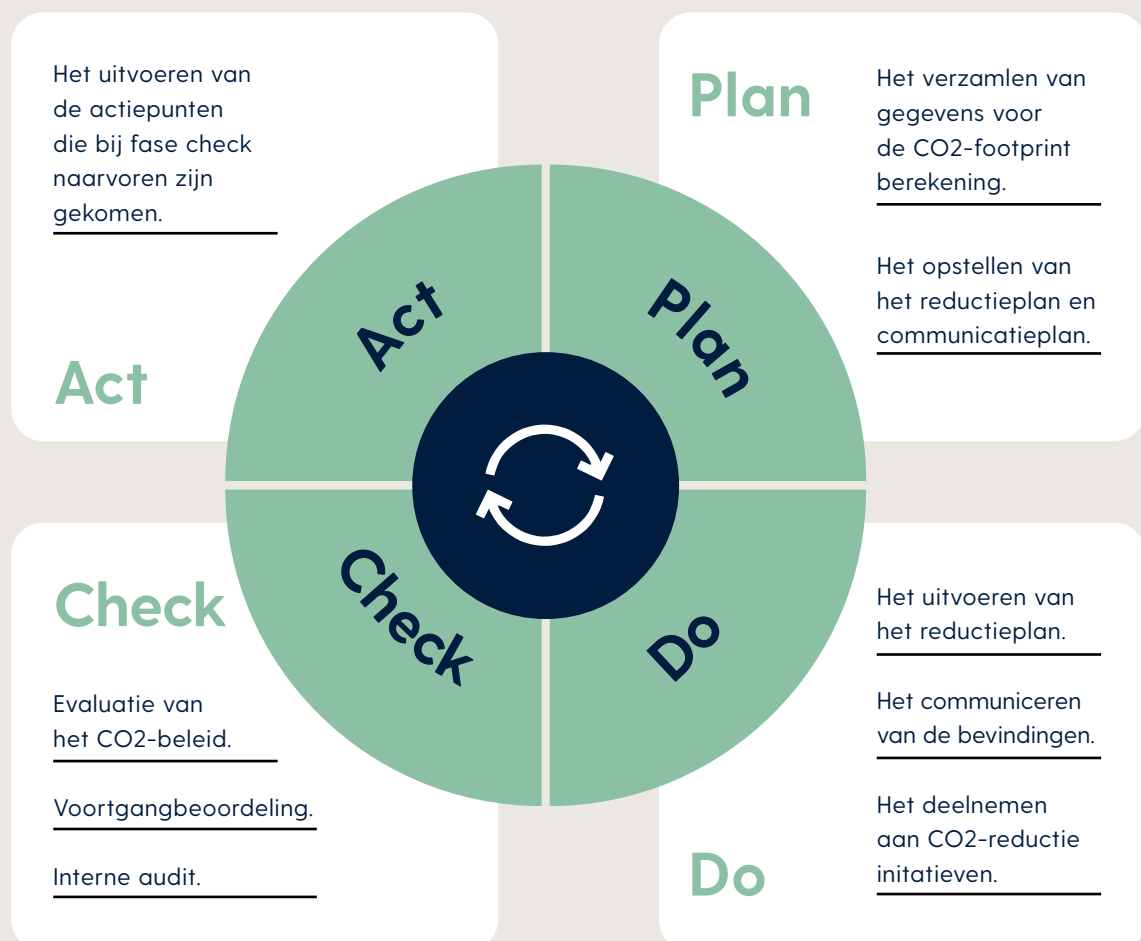 Het uitvoeren van
de actiepunten
die bij fase check
naarvoren zijn
gekomen.
Act
Plan
Het verzamlen van
gegevens voor
de CO2-footprint
berekening.
Het opstellen van
het reductieplan en
communicatieplan.
Act
Plan
Check
Do
Check
Evaluatie van
het CO2-beleid.
Voortgangbeoordeling.
Interne audit.
Het uitvoeren van
het reductieplan.
Het communiceren
van de bevindingen.
Het deelnemen
aan CO2-reductie
initatieven.
Do